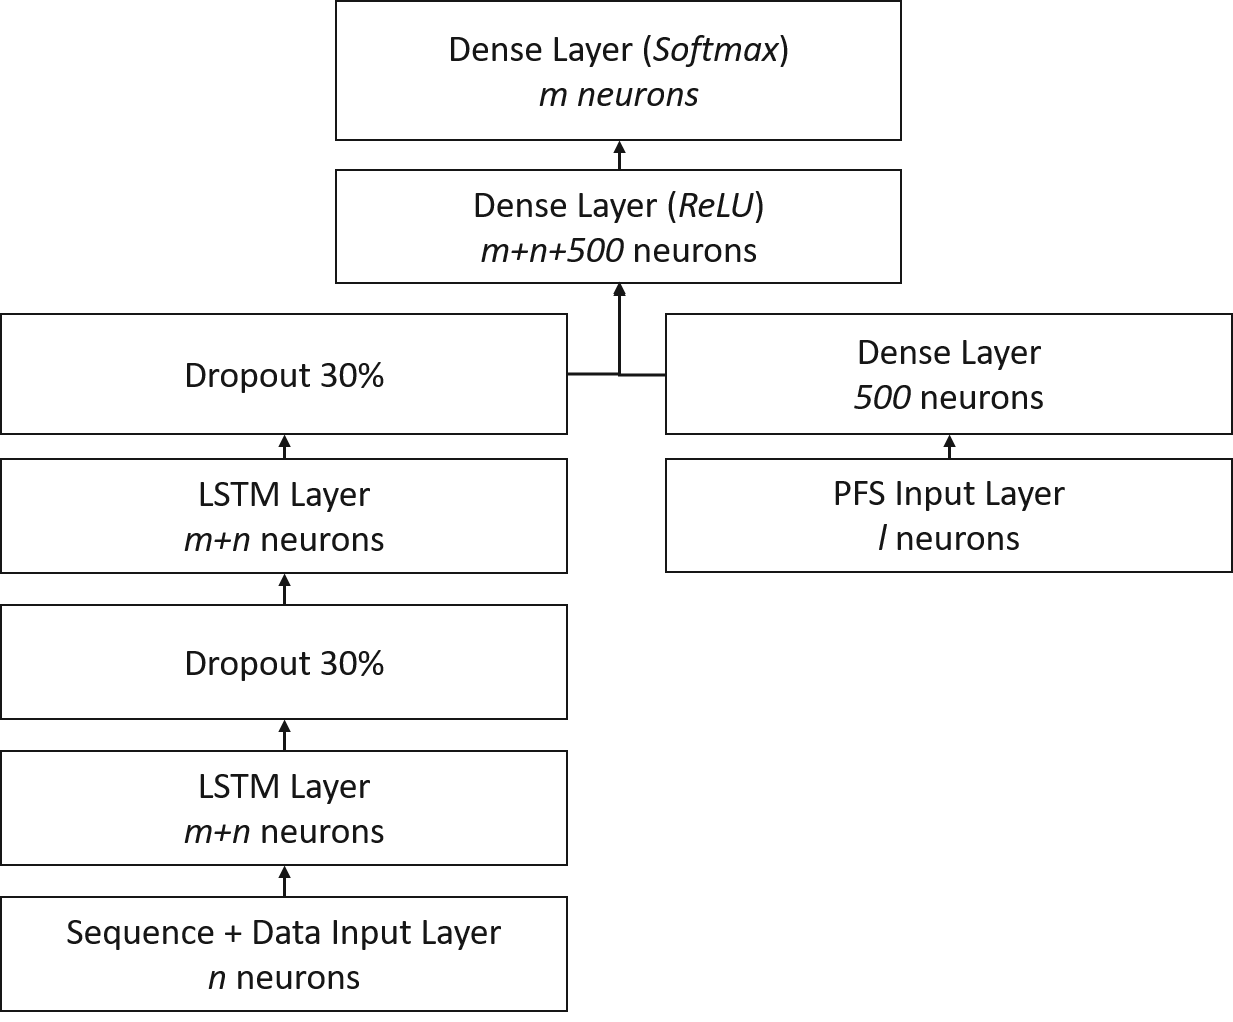 Dense Layer (Softmax)
m neurons
Dense Layer (ReLU)
m+n+500 neurons
Dropout 30%
Dense Layer
500 neurons
LSTM Layer
m+n neurons
PFS Input Layer
l neurons
Dropout 30%
LSTM Layer
m+n neurons
Sequence + Data Input Layer
n neurons